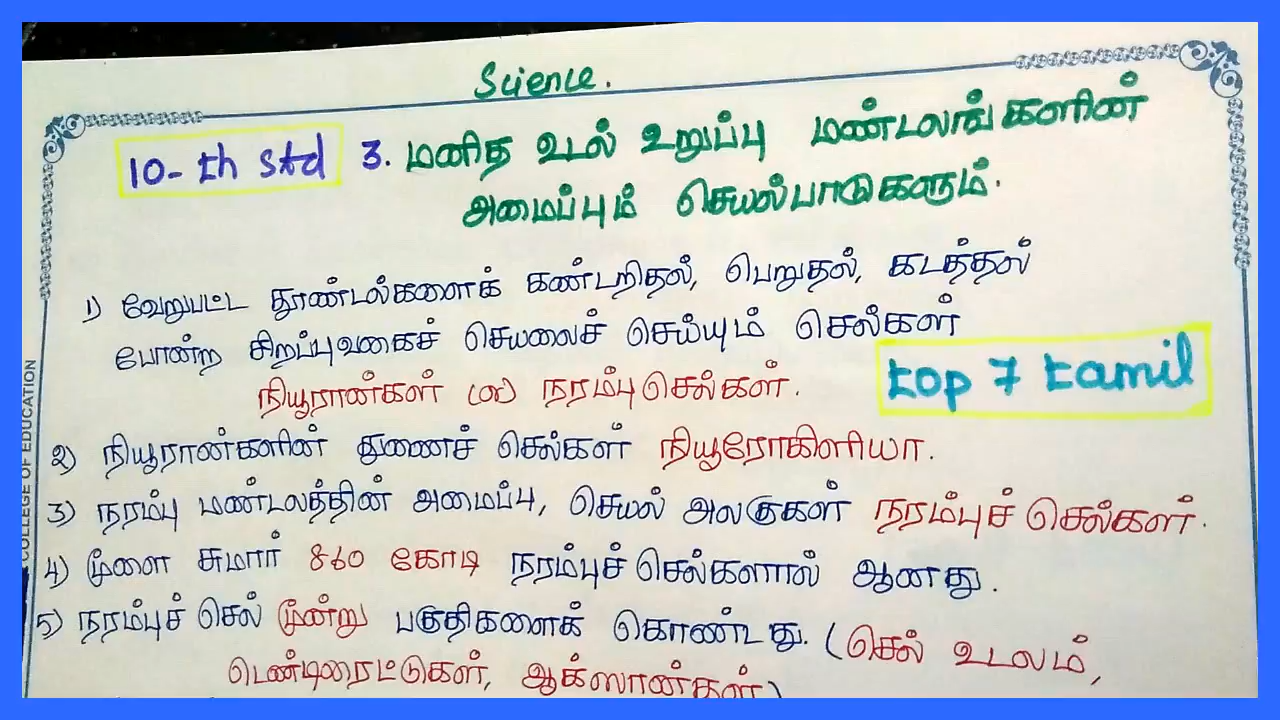 Science.
10-th std 3. மனித உடல் உறுப்பு மண்டலங்களின்
அமைப்பும் செயல்பாடுகளும்.
1) வேறுபட்ட தூண்டல்களைக் கண்டறிதல், பெறுதல், கடத்தல்
போன்ற சிறப்புவகைச் செயலைச் செய்யும் செல்கள்
நியூரான்கள் (அ) நரம்பு செல்கள்.
top 7 tamil
2) நியூரான்களின் துணைச் செல்கள் நியூரோகிளியா.
3) நரம்பு மண்டலத்தின் அமைப்பு, செயல் அலகுகள் நரம்புச் செல்கள்.
4) மூளை சுமார் 860 கோடி நரம்புச் செல்களால் ஆனது.
5) நரம்புச் செல் மூன்று பகுதிகளைக் கொண்டது. (செல் உடலம்,
டெண்டிரைட்டுகள், ஆக்ஸான்கள்)
COLLEGE OF EDUCATION